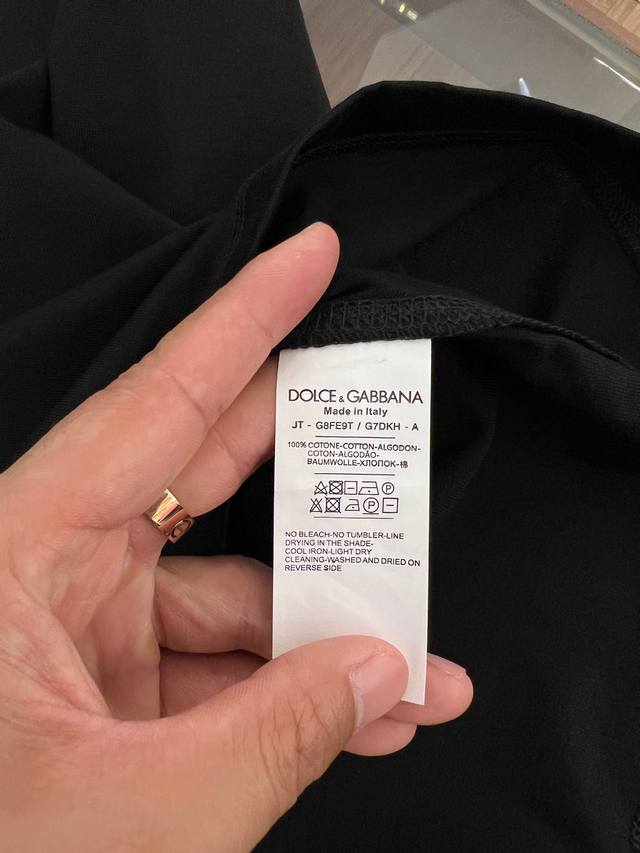 DOLCE & GABBANA
Made in Italy
JT - G8FE9T / G7DKH - A
100% COTONE-COTTON-ALGODON-
COTON-ALGODÃO-
BAUMWOLLE-ХЛОПОК-棉
NO BLEACH-NO TUMBLER-LINE
DRYING IN THE SHADE-
COOL IRON-LIGHT DRY
CLEANING-WASHED AND DRIED ON
REVERSE SIDE